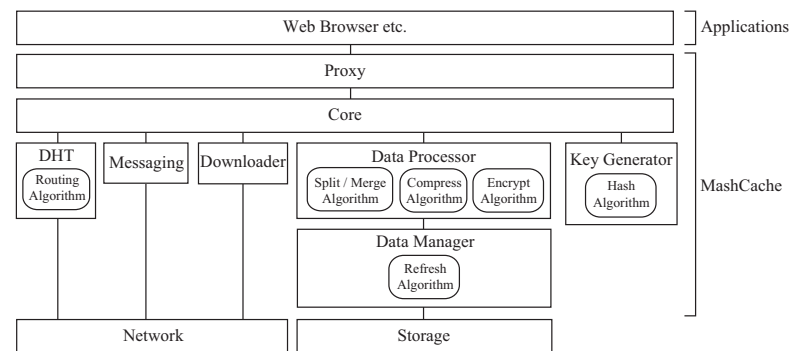 Web Browser etc.
Applications
Proxy
Core
DHT
Routing
Algorithm
Messaging
Downloader
Data Processor
Split / Merge
Algorithm
Compress
Algorithm
Encrypt
Algorithm
Key Generator
Hash
Algorithm
MashCache
Data Manager
Refresh
Algorithm
Network
Storage